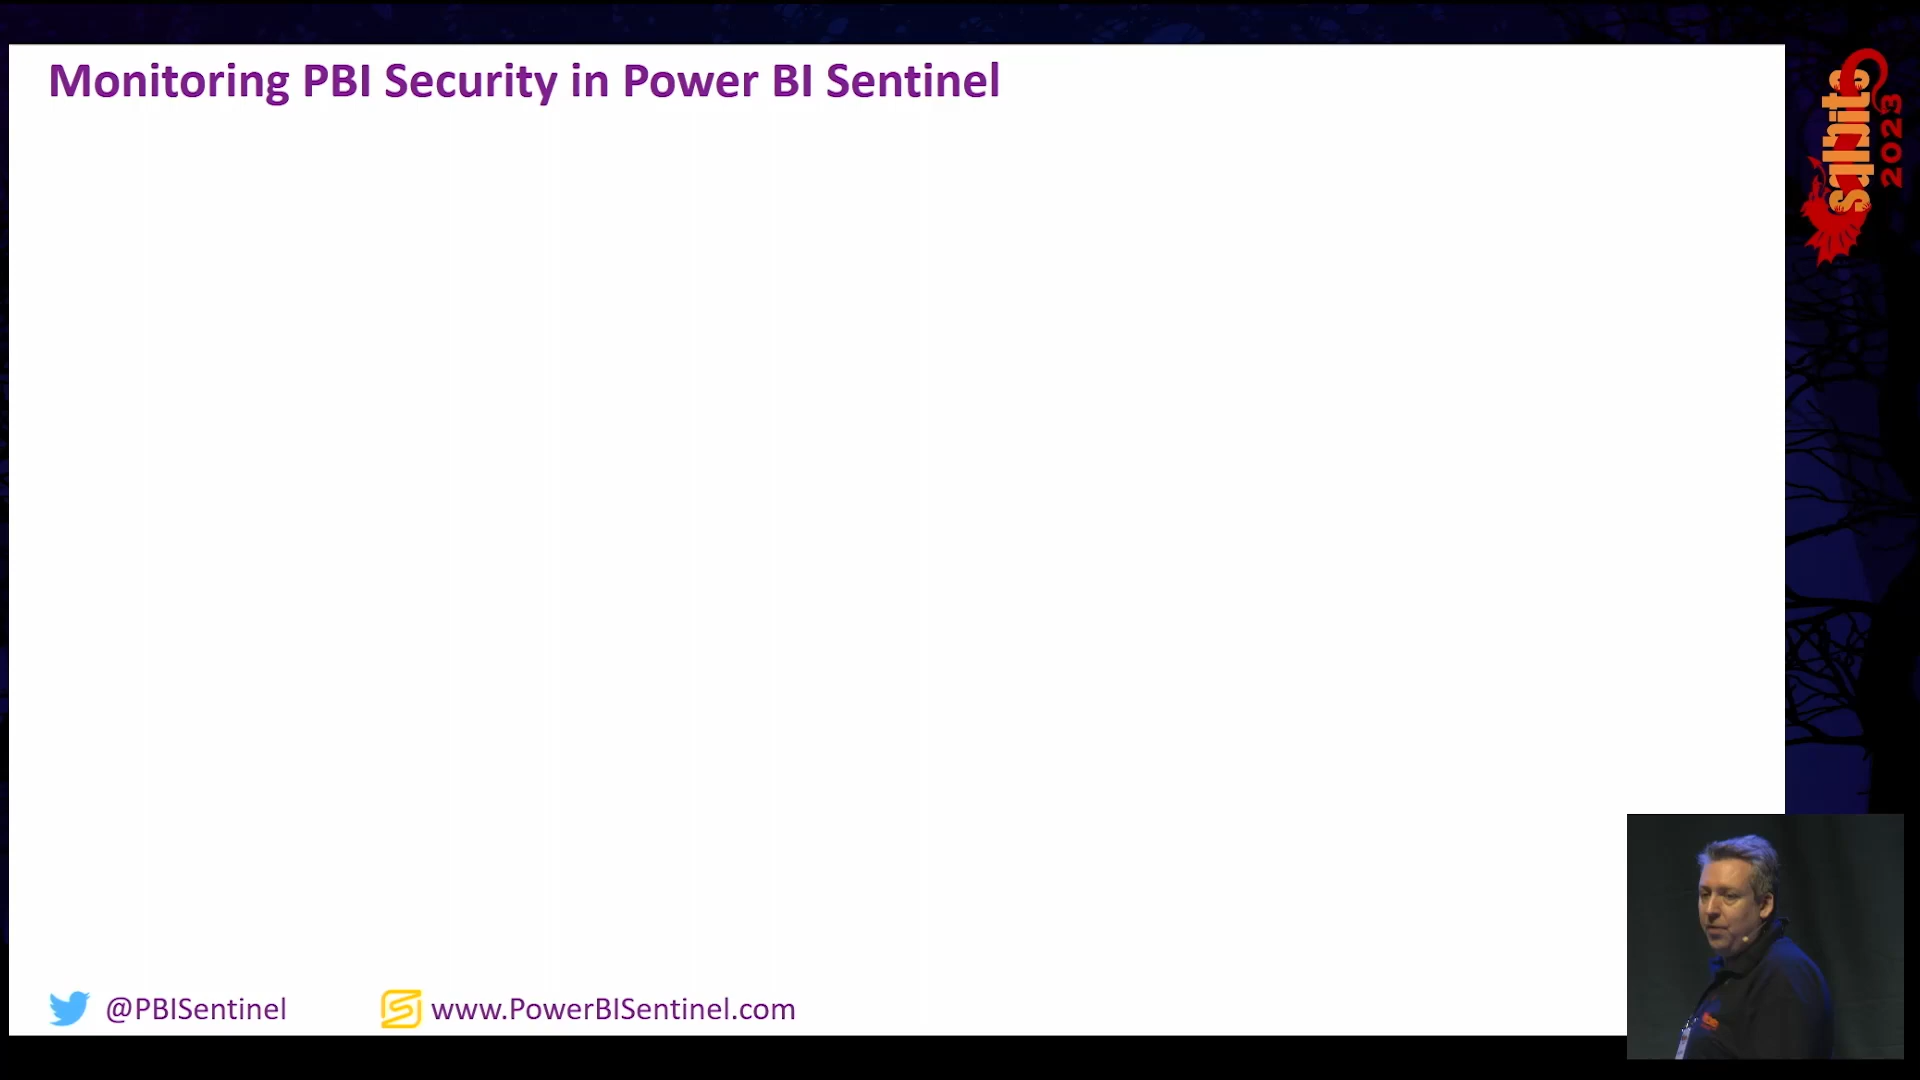 Monitoring PBI Security in Power BI Sentinel
sqlbits
2023
@PBISentinel
www.PowerBISentinel.com